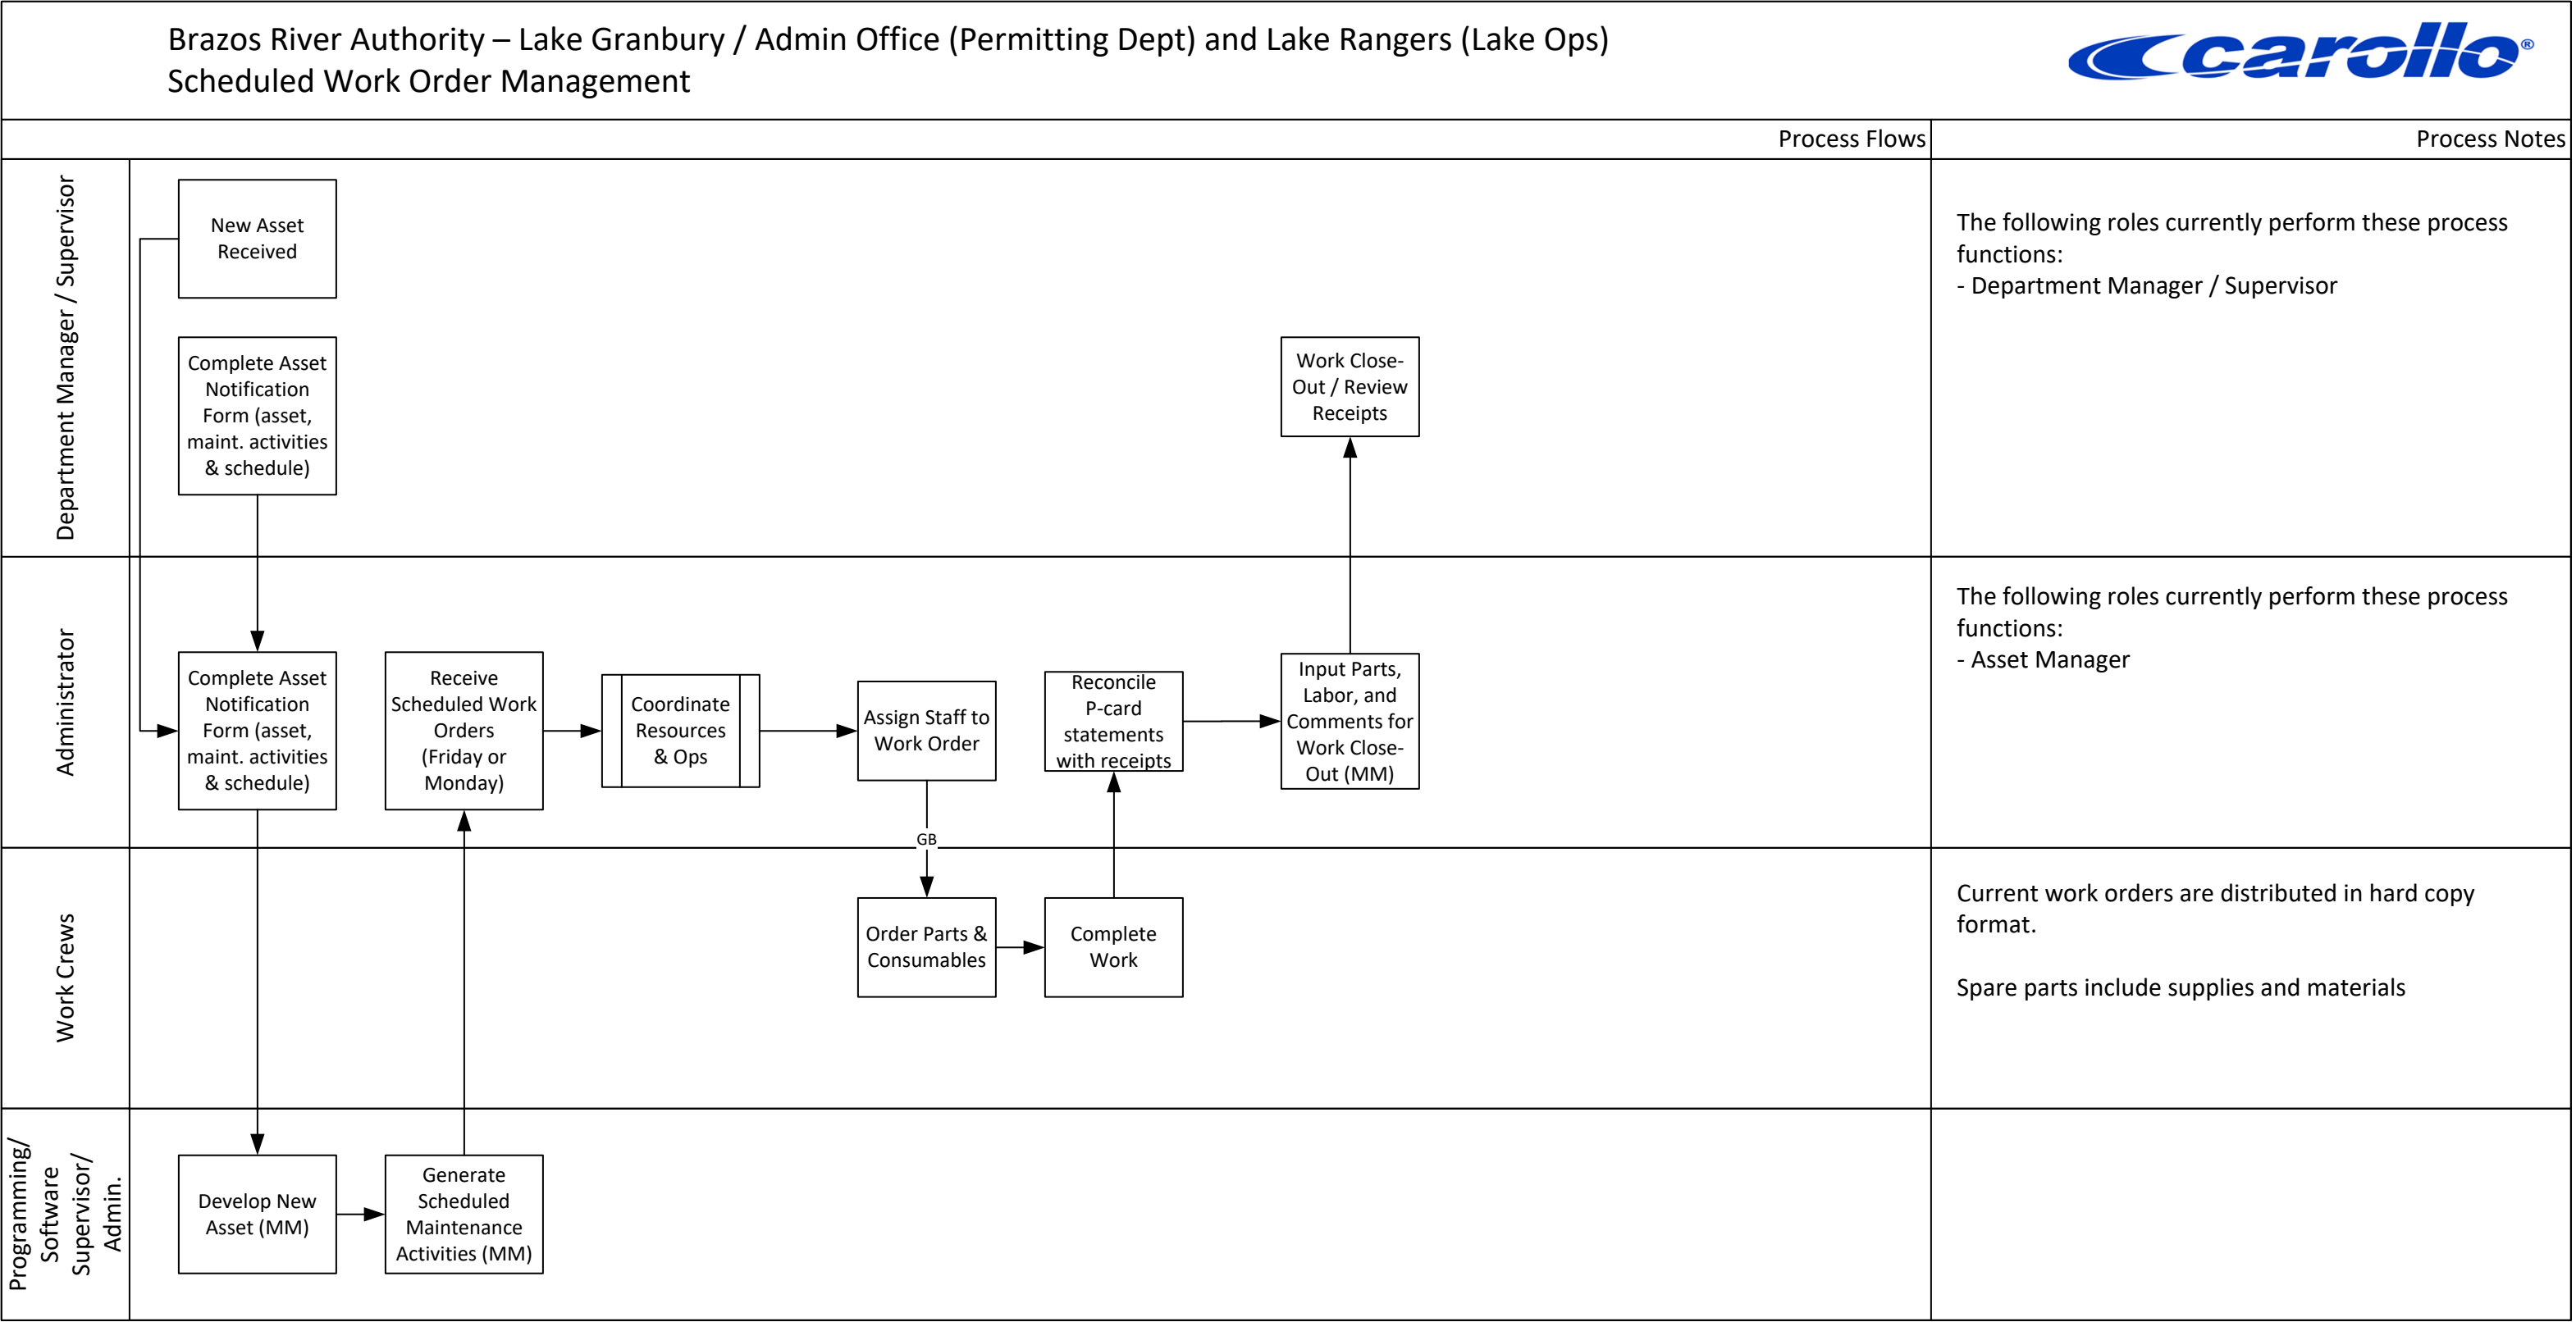 Brazos River Authority – Lake Granbury / Admin Office (Permitting Dept) and Lake Rangers (Lake Ops)
Scheduled Work Order Management
carollo®
Process Flows
Process Notes
Department Manager / Supervisor
New Asset
Received
Complete Asset
Notification
Form (asset,
maint. activities
& schedule)
Work Close-
Out / Review
Receipts
The following roles currently perform these process
functions:
- Department Manager / Supervisor
Administrator
Complete Asset
Notification
Form (asset,
maint. activities
& schedule)
Receive
Scheduled Work
Orders
(Friday or
Monday)
Coordinate
Resources
& Ops
Assign Staff to
Work Order
Reconcile
P-card
statements
with receipts
Input Parts,
Labor, and
Comments for
Work Close-
Out (MM)
The following roles currently perform these process
functions:
- Asset Manager
GB
Work Crews
Order Parts &
Consumables
Complete
Work
Current work orders are distributed in hard copy
format.
Spare parts include supplies and materials
Programming/
Software
Supervisor/
Admin.
Develop New
Asset (MM)
Generate
Scheduled
Maintenance
Activities (MM)